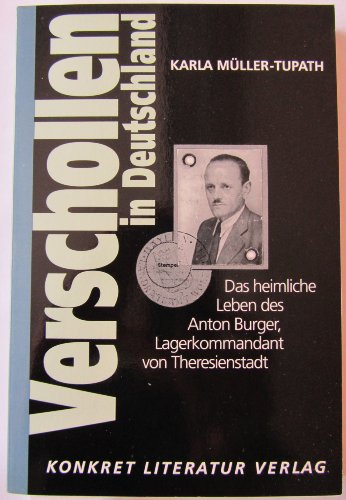 KARLA MÜLLER-TUPATH
Verschollen
in Deutschland
Stempel
Das heimliche
Leben des
Anton Burger,
Lagerkommandant
von Theresienstadt
KONKRET LITERATUR VERLAG